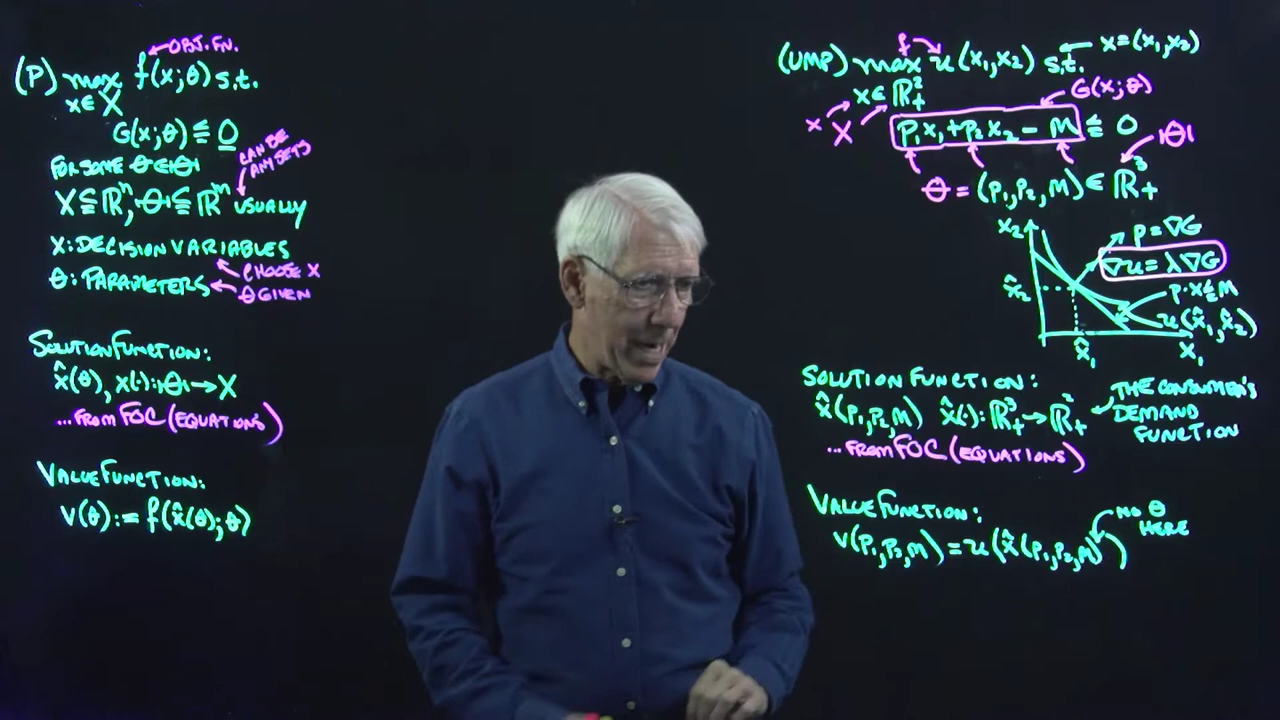 OBJ. FN.
(P) max f(x;θ) s.t.
x∈X
G(x;θ) ≦ 0
FOR SOME θ∈Θ
CAN BE
ANY SETS
X ⊆ ℝⁿ, Θ ⊆ ℝᵐ USUALLY
X: DECISION VARIABLES
CHOOSE X
θ: PARAMETERS
θ GIVEN
SOLUTION FUNCTION:
x̂(θ), x(·): Θ → X
...FROM FOC (EQUATIONS)
VALUE FUNCTION:
v(θ) := f(x̂(θ); θ)
f
(UMP) max u(x₁,x₂) s.t.
x=(x₁,x₂)
x∈ℝ²₊
G(x;θ)
x X
p₁x₁+p₂x₂ − M ≦ 0
Θ
θ = (p₁,p₂,M) ∈ ℝ³₊
x₂
p=∇G
∇u=λ∇G
x̂₂
p·x≦M
u(x̂₁,x̂₂)
x̂₁
x₁
SOLUTION FUNCTION:
x̂(p₁,p₂,M) x̂(·): ℝ³₊→ℝ²₊
THE CONSUMER'S
DEMAND
FUNCTION
...FROM FOC (EQUATIONS)
VALUE FUNCTION:
NO θ
HERE
v(p₁,p₂,M) = u(x̂(p₁,p₂,M))